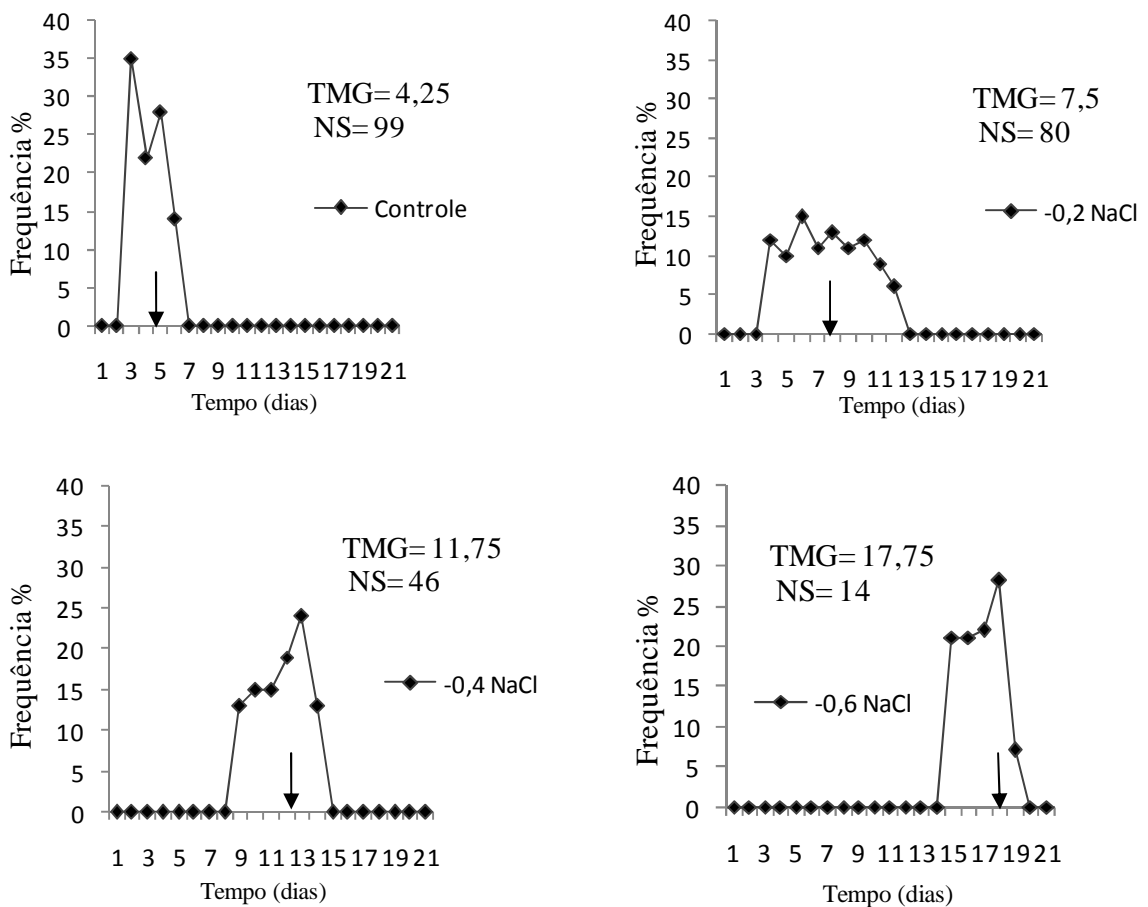 40
35
30
25
20
15
10
5
0
Frequência %
TMG= 4,25
NS= 99
Controle
1 3 5 7 9 11 13 15 17 19 21
Tempo (dias)
40
35
30
25
20
15
10
5
0
Frequência %
TMG= 7,5
NS= 80
-0,2 NaCl
1 3 5 7 9 11 13 15 17 19 21
Tempo (dias)
40
35
30
25
20
15
10
5
0
Frequência %
TMG= 11,75
NS= 46
-0,4 NaCl
1 3 5 7 9 11 13 15 17 19 21
Tempo (dias)
40
35
30
25
20
15
10
5
0
Frequência %
TMG= 17,75
NS= 14
-0,6 NaCl
1 3 5 7 9 11 13 15 17 19 21
Tempo (dias)